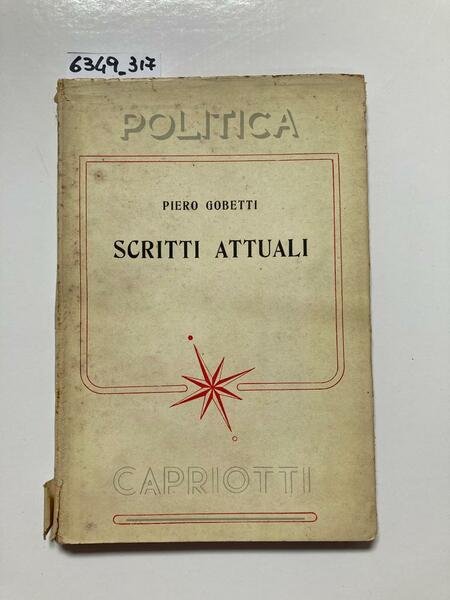 6349_317
POLITICA
PIERO GOBETTI
SCRITTI ATTUALI
CAPRIOTTI